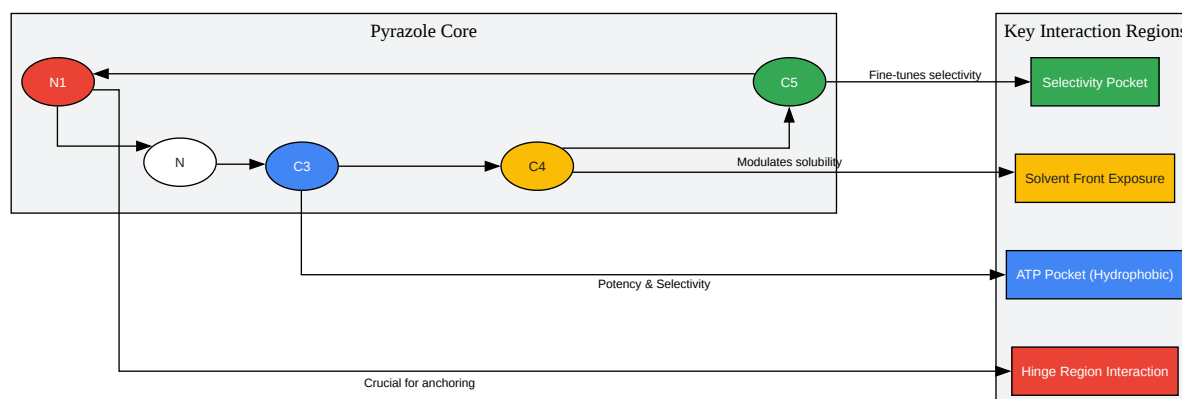 Pyrazole Core
Key Interaction Regions
N1
C5
Fine-tunes selectivity
Selectivity Pocket
N
C3
C4
Modulates solubility
Solvent Front Exposure
ATP Pocket (Hydrophobic)
Potency & Selectivity
Hinge Region Interaction
Crucial for anchoring